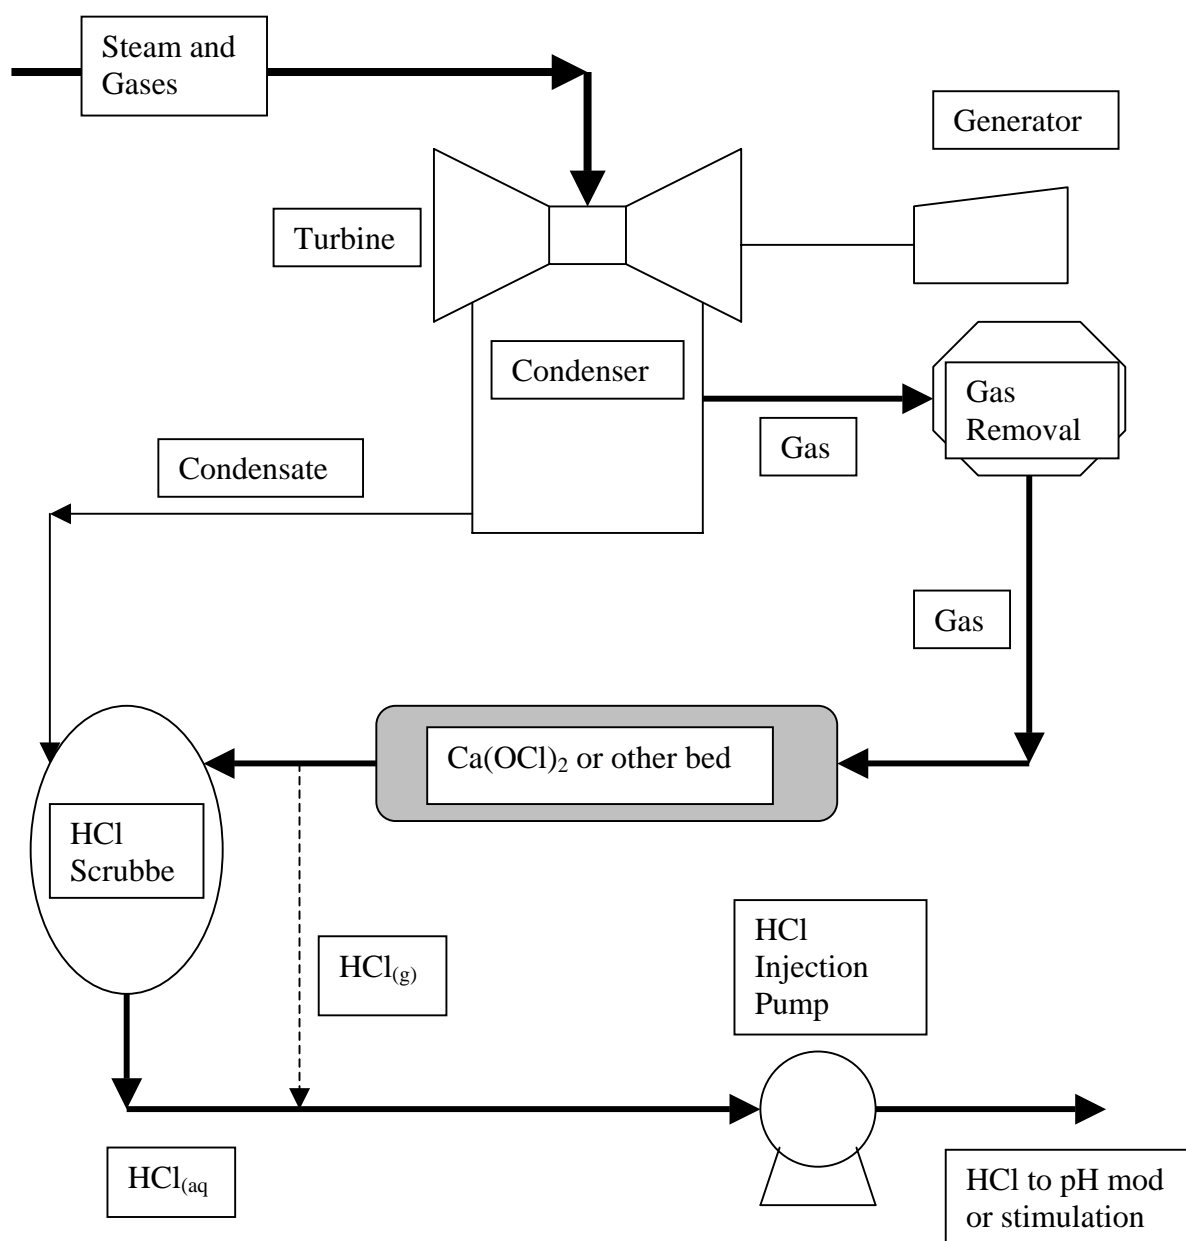 Steam and
Gases
Generator
Turbine
Condenser
Gas
Removal
Gas
Condensate
Gas
Ca(OCl)₂ or other bed
HCl
Scrubbe
HCl
Injection
Pump
HCl₍g₎
HCl₍aq
HCl to pH mod
or stimulation